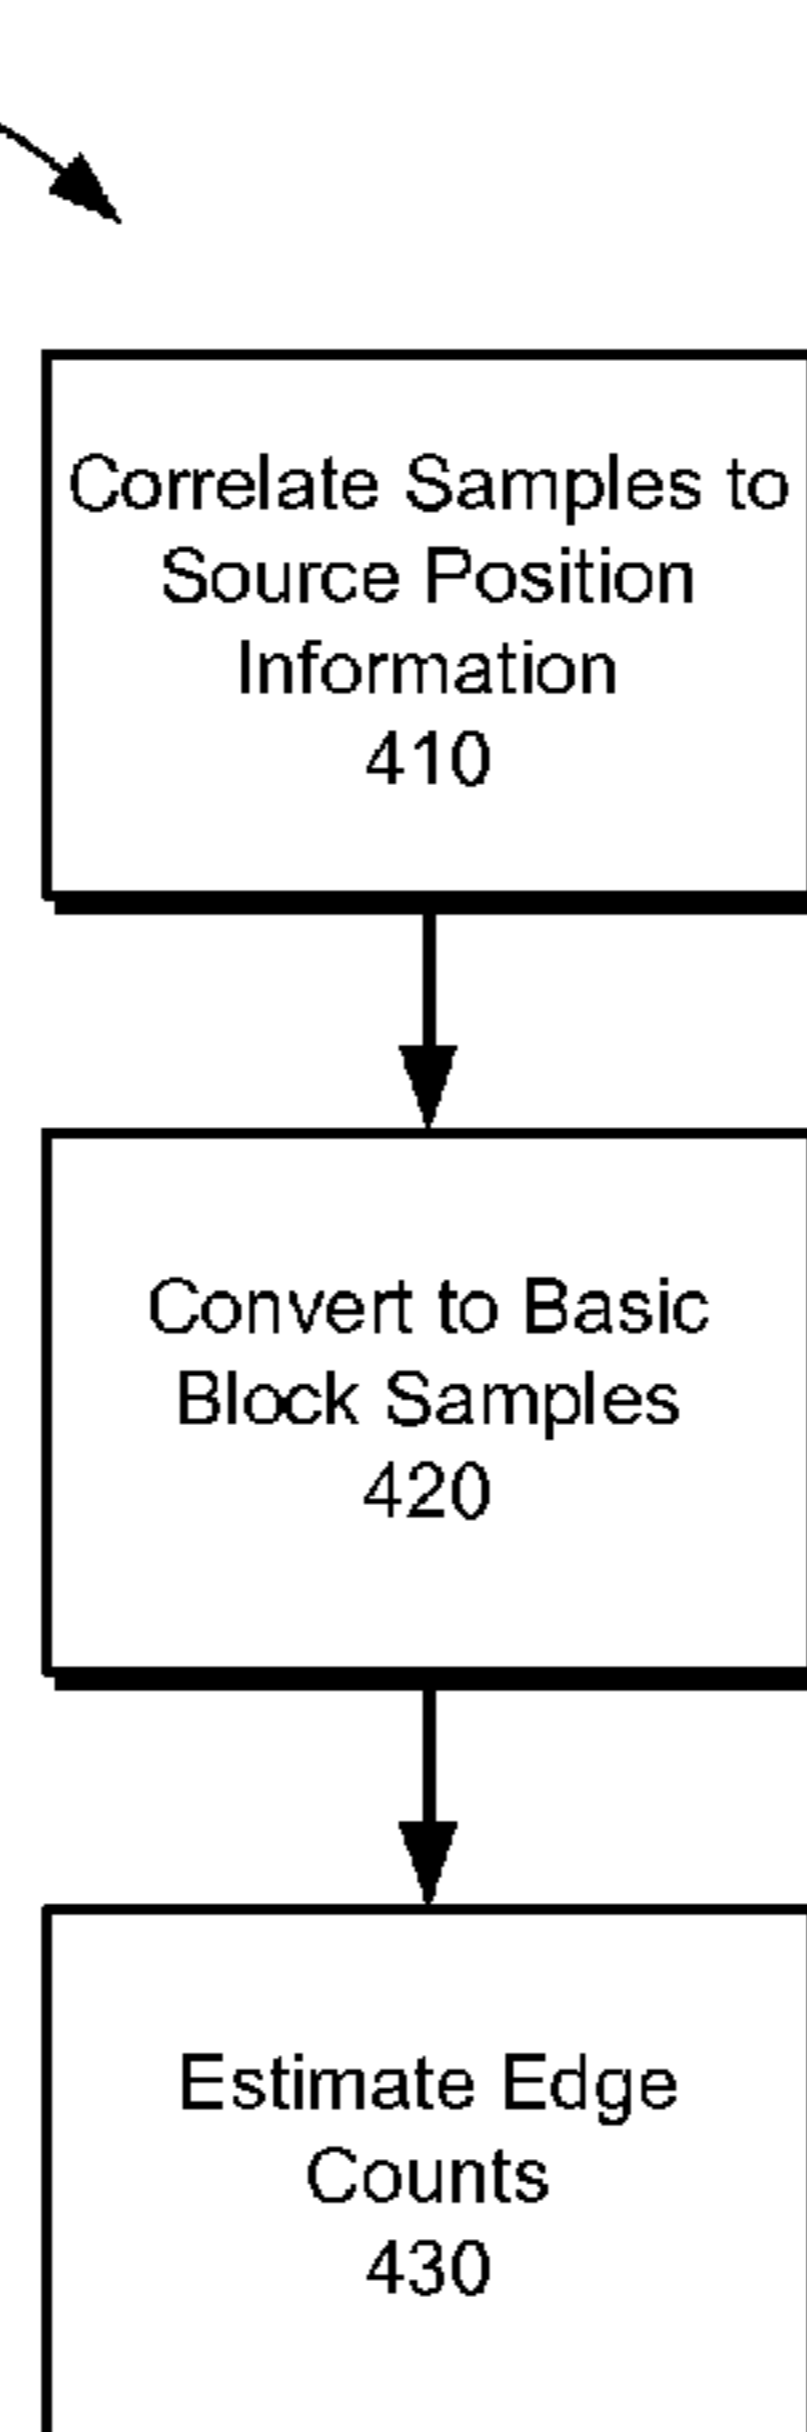 Correlate Samples to
Source Position
Information
410
Convert to Basic
Block Samples
420
Estimate Edge
Counts
430